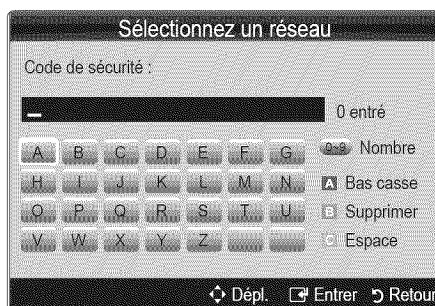 Sélectionnez un réseau
Code de sécurité :
0 entré
A B C D E F G 0~9 Nombre
H I J K L M N A Bas casse
O P Q R S T U B Supprimer
V W X Y Z C Espace
Dépl. Entrer Retour